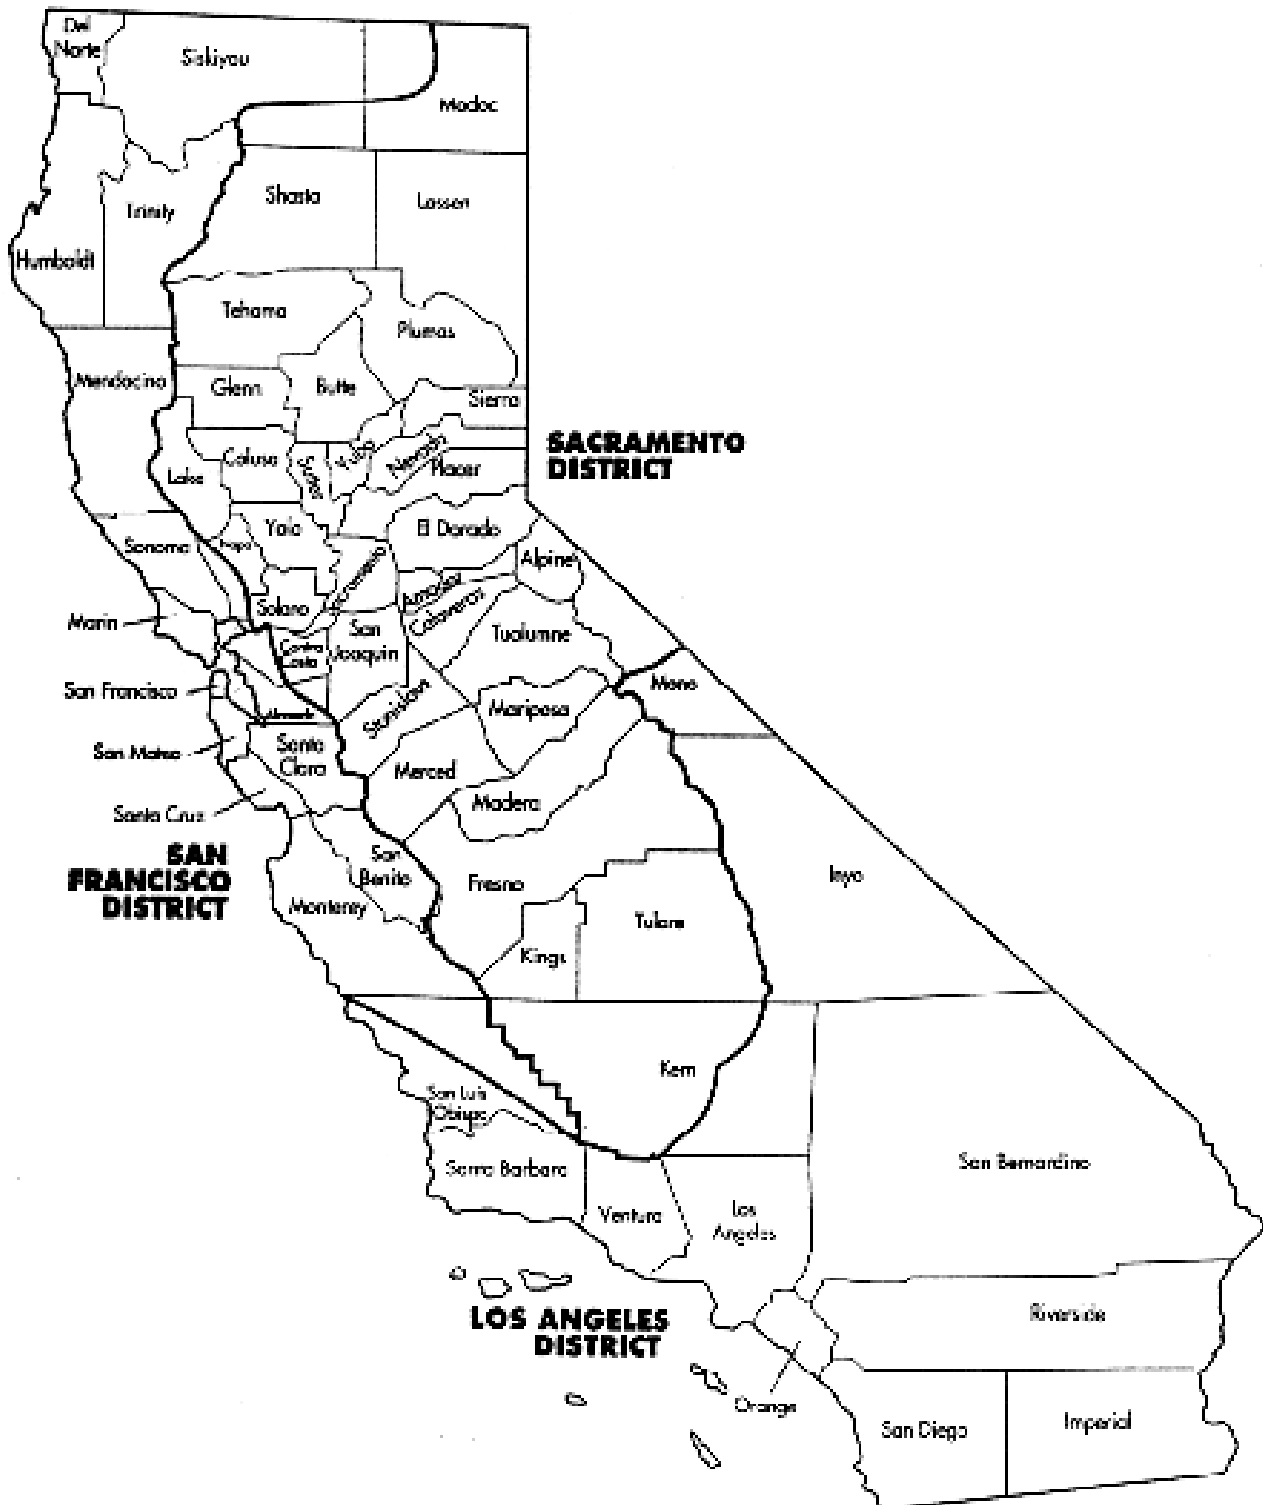 Del
Norte
Siskiyou
Modoc
Shasta
Lassen
Trinity
Humboldt
Tehama
Plumas
Mendocino
Glenn
Butte
Sierra
SACRAMENTO
DISTRICT
Colusa
Sutter
Yuba
Nevada
Placer
Lake
Yolo
El Dorado
Sonoma
Napa
Sacramento
Alpine
Amador
Calaveras
Solano
Marin
San
Joaquin
Tuolumne
Contra
Costa
San Francisco
Mono
Stanislaus
Mariposa
Alameda
San Mateo
Santa
Clara
Merced
Madera
Santa Cruz
SAN
FRANCISCO
DISTRICT
San
Benito
Fresno
Inyo
Monterey
Tulare
Kings
Kern
San Luis
Obispo
Santa Barbara
San Bernardino
Ventura
Los
Angeles
LOS ANGELES
DISTRICT
Riverside
Orange
San Diego
Imperial